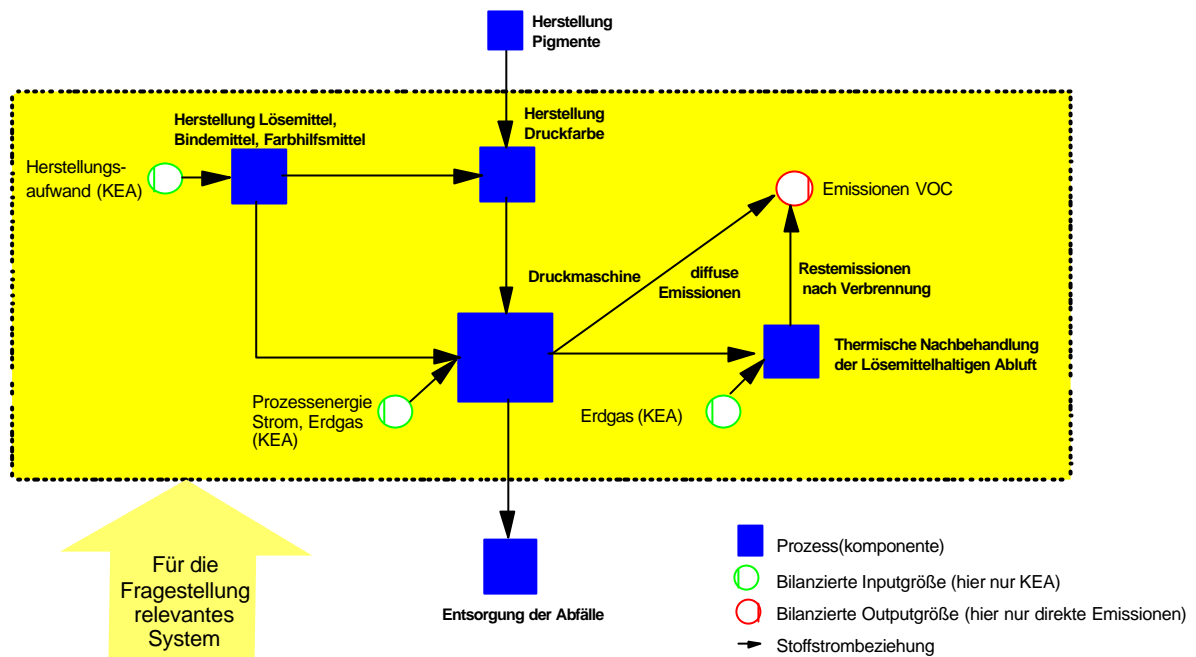 Herstellung
Pigmente
Herstellung Lösemittel,
Bindemittel, Farbhilfsmittel
Herstellung
Druckfarbe
Herstellungs-
aufwand (KEA)
Emissionen VOC
Druckmaschine
diffuse
Emissionen
Restemissionen
nach Verbrennung
Thermische Nachbehandlung
der Lösemittelhaltigen Abluft
Prozessenergie
Strom, Erdgas
(KEA)
Erdgas (KEA)
Für die
Fragestellung
relevantes
System
Entsorgung der Abfälle
Prozess(komponente)
Bilanzierte Inputgröße (hier nur KEA)
Bilanzierte Outputgröße (hier nur direkte Emissionen)
Stoffstrombeziehung